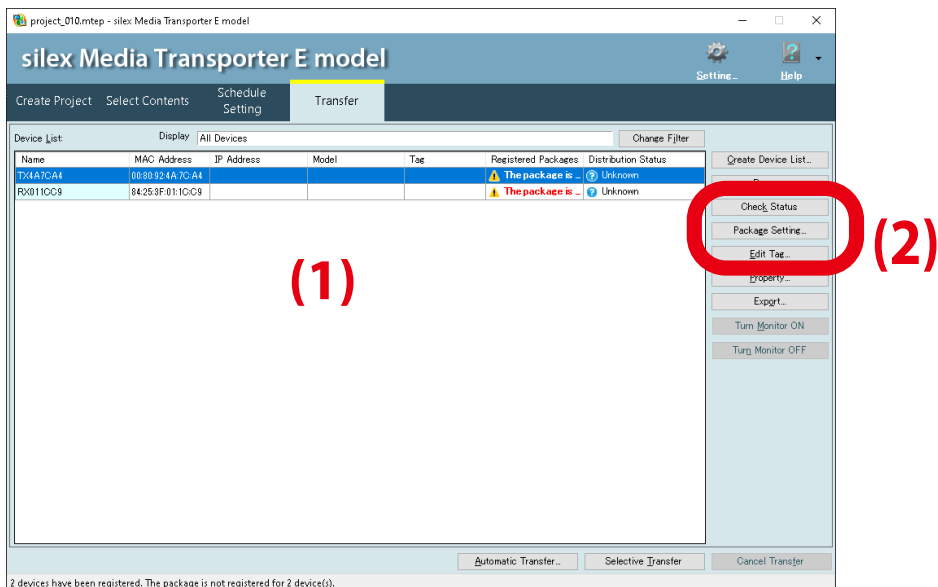 project_010.mtep - silex Media Transporter E model
silex Media Transporter E model
Setting...
Help
Create Project
Select Contents
Schedule
Setting
Transfer
Device List:
Display
All Devices
Change Filter
Name MAC Address IP Address Model Tag Registered Packages Distribution Status
TX4A7CA4 00:80:92:4A:7C:A4 The package is ... Unknown
RX011CC9 84:25:3F:01:1C:C9 The package is ... Unknown
Create Device List...
Check Status
Package Setting...
Edit Tag...
Property...
Export...
Turn Monitor ON
Turn Monitor OFF
(1)
(2)
Automatic Transfer...
Selective Transfer
Cancel Transfer
2 devices have been registered. The package is not registered for 2 device(s).